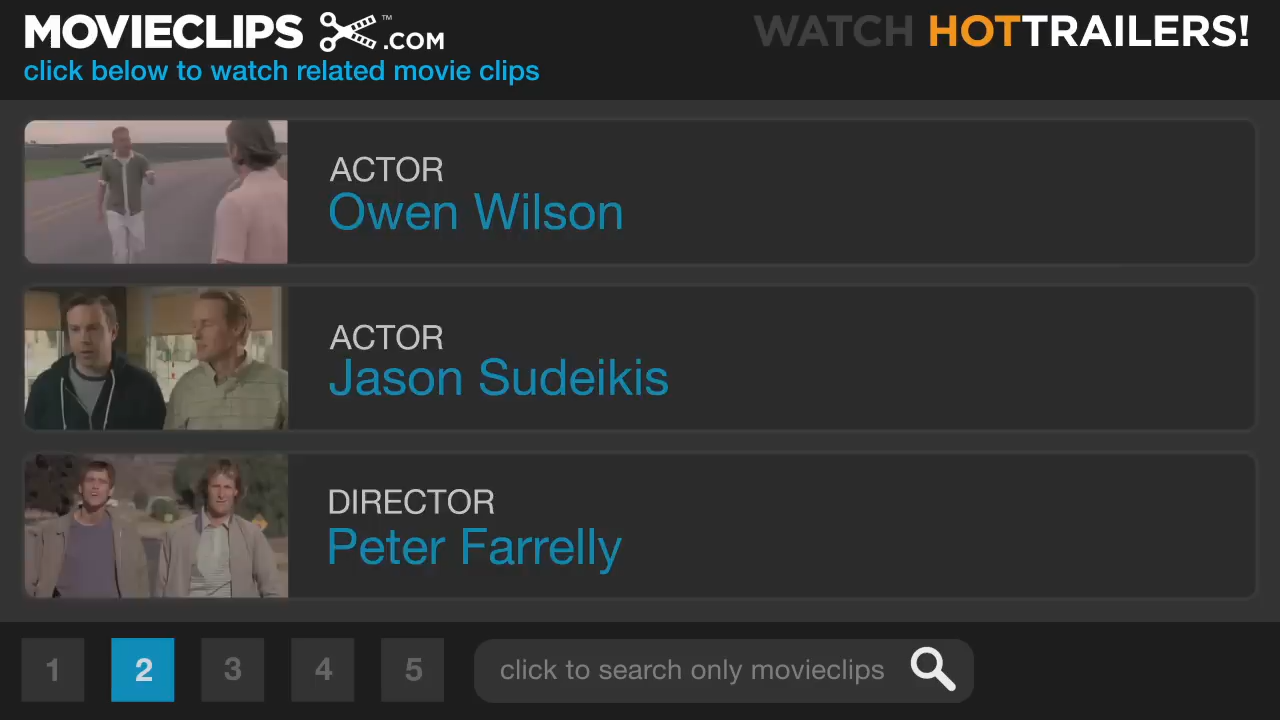 MOVIECLIPS™.COM
click below to watch related movie clips
WATCH HOTTRAILERS!
ACTOR
Owen Wilson
ACTOR
Jason Sudeikis
DIRECTOR
Peter Farrelly
1 2 3 4 5
click to search only movieclips